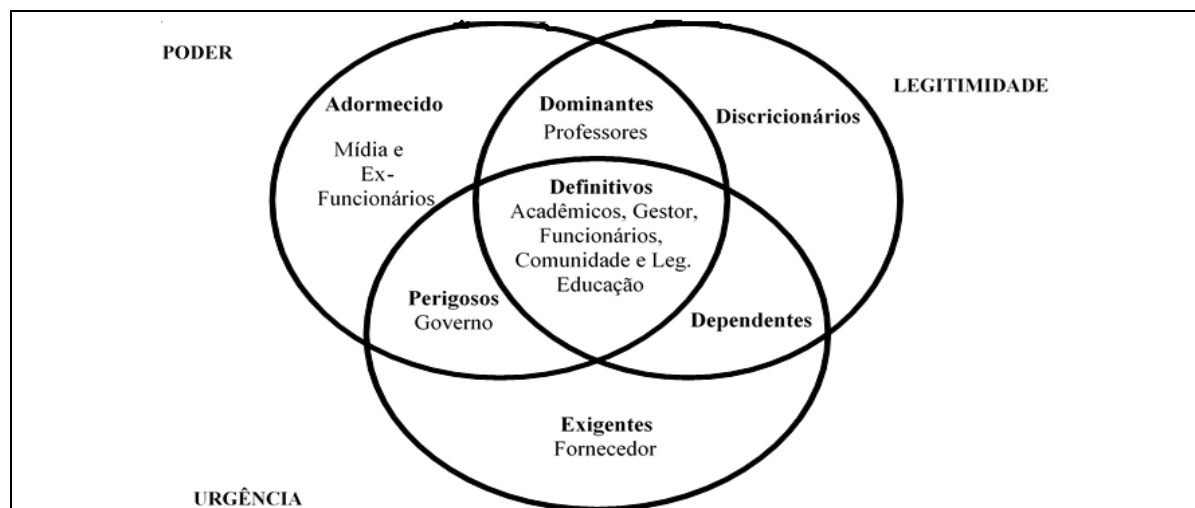 PODER
LEGITIMIDADE
Adormecido
Mídia e
Ex-
Funcionários
Dominantes
Professores
Discricionários
Definitivos
Acadêmicos, Gestor,
Funcionários,
Comunidade e Leg.
Educação
Perigosos
Governo
Dependentes
Exigentes
Fornecedor
URGÊNCIA